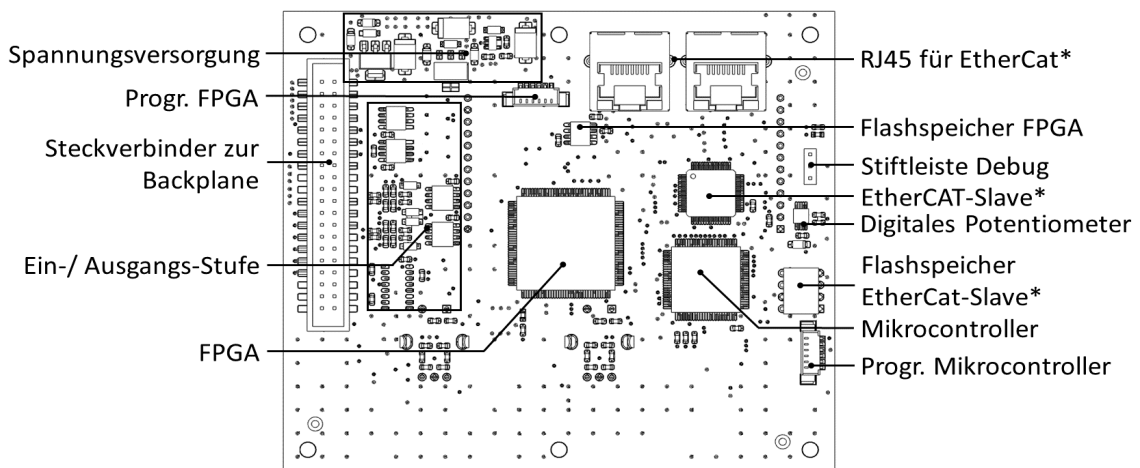 Spannungsversorgung
Progr. FPGA
Steckverbinder zur
Backplane
Ein-/ Ausgangs-Stufe
FPGA
RJ45 für EtherCat*
Flashspeicher FPGA
Stiftleiste Debug
EtherCAT-Slave*
Digitales Potentiometer
Flashspeicher
EtherCat-Slave*
Mikrocontroller
Progr. Mikrocontroller